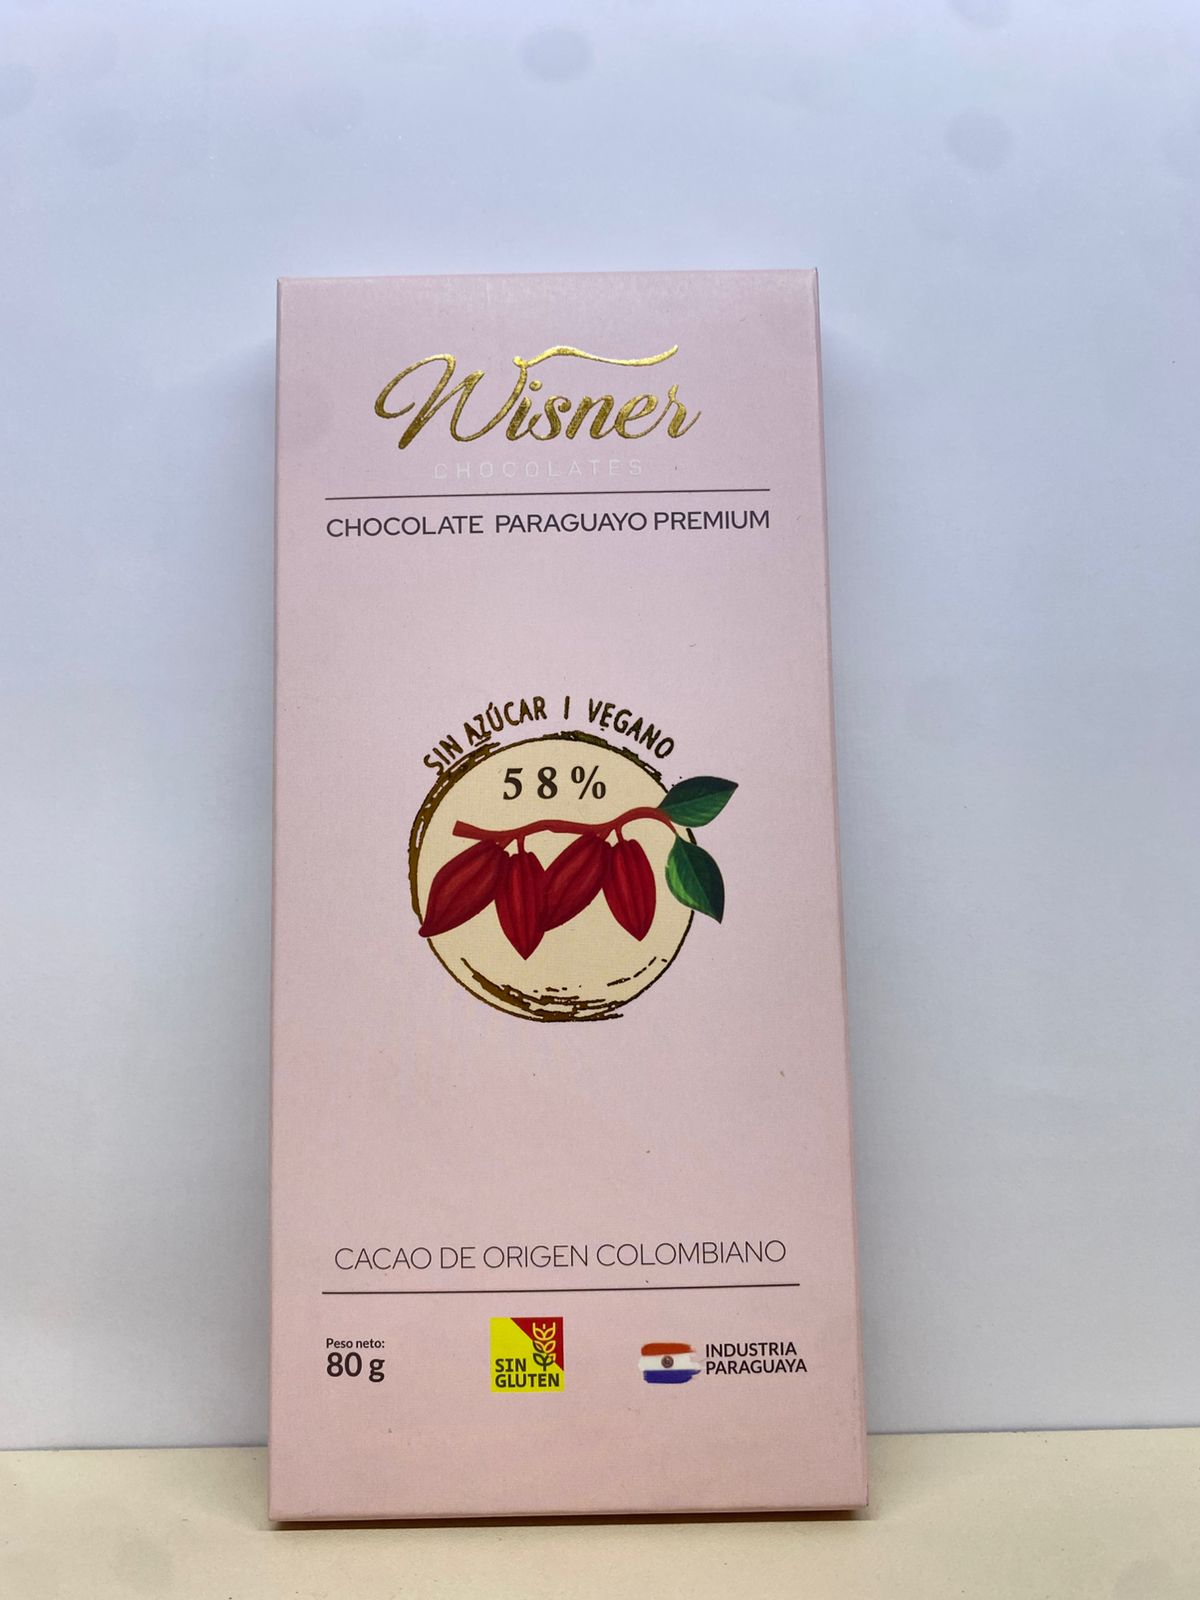 Wisner
CHOCOLATES
CHOCOLATE PARAGUAYO PREMIUM
SIN AZÚCAR | VEGANO
58%
CACAO DE ORIGEN COLOMBIANO
Peso neto:
80 g
SIN
GLUTEN
INDUSTRIA
PARAGUAYA